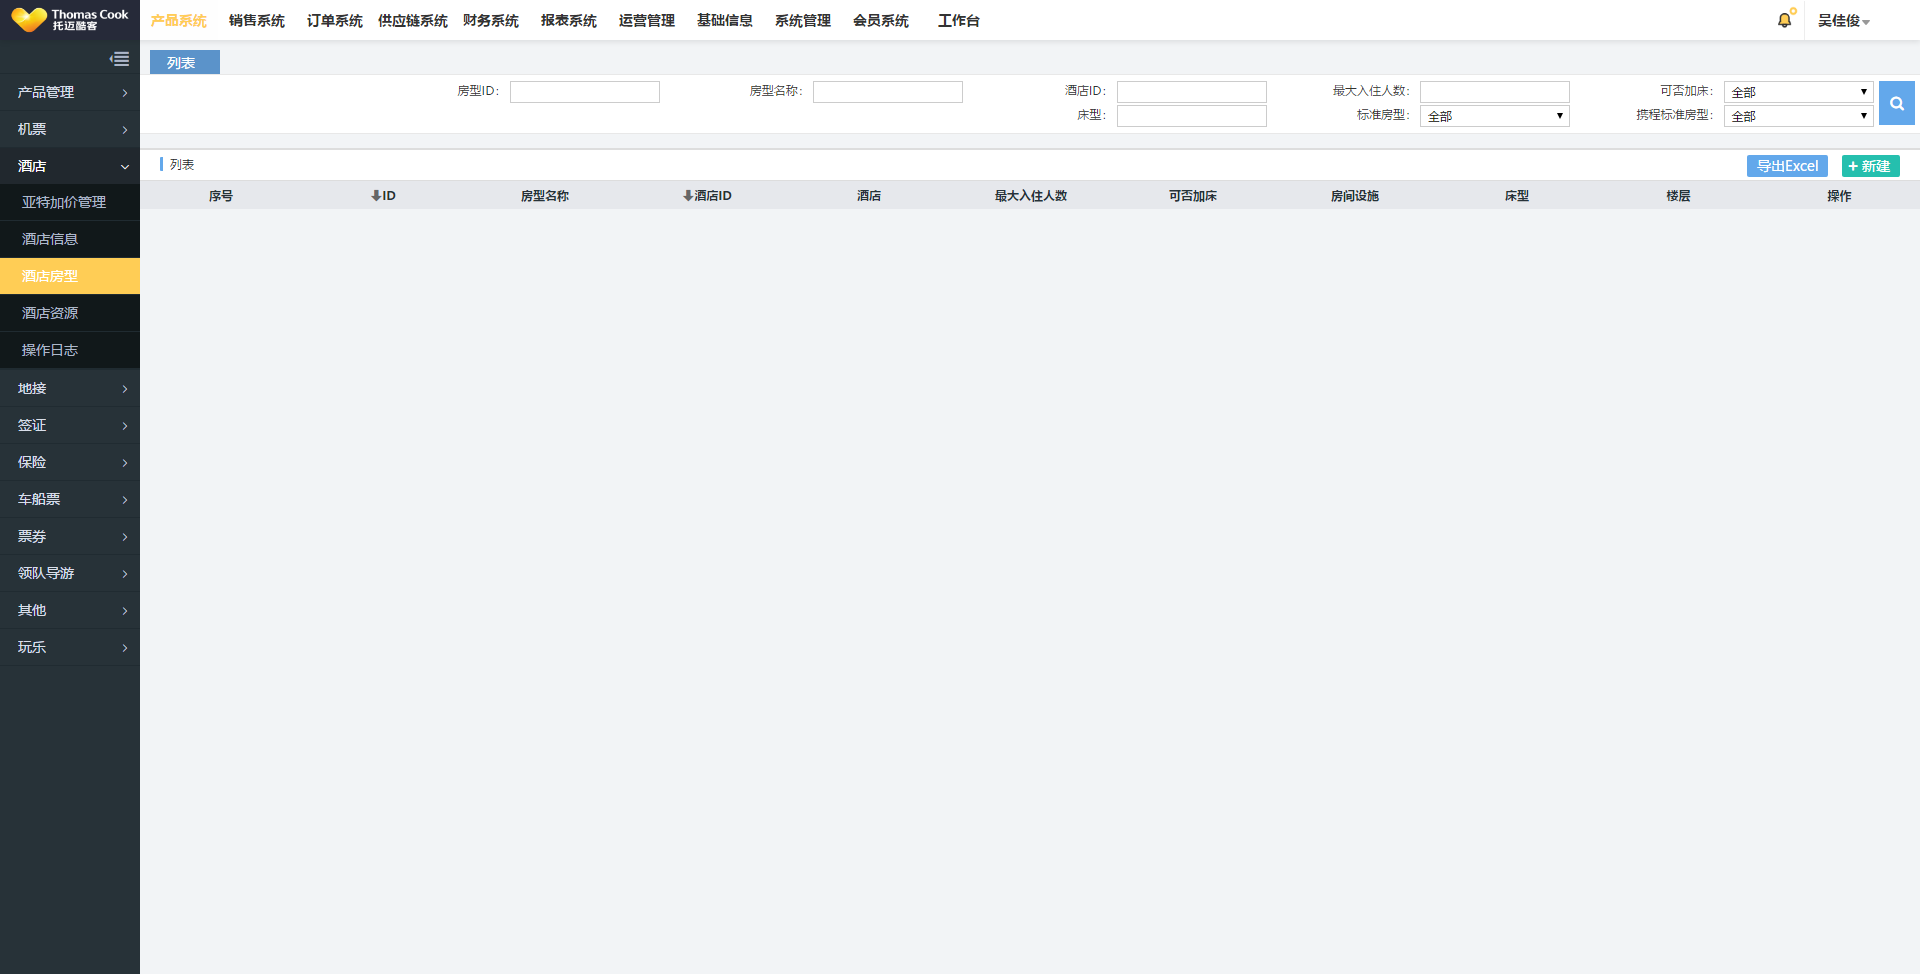 Thomas Cook
托迈酷客
产品系统 销售系统 订单系统 供应链系统 财务系统 报表系统 运营管理 基础信息 系统管理 会员系统 工作台
吴佳俊
列表
产品管理
机票
酒店
亚特加价管理
酒店信息
酒店房型
酒店资源
操作日志
地接
签证
保险
车船票
票券
领队导游
其他
玩乐
房型ID： 房型名称： 酒店ID： 最大入住人数： 可否加床： 全部
床型： 标准房型： 全部 携程标准房型： 全部
列表 导出Excel + 新建
序号 ID 房型名称 酒店ID 酒店 最大入住人数 可否加床 房间设施 床型 楼层 操作